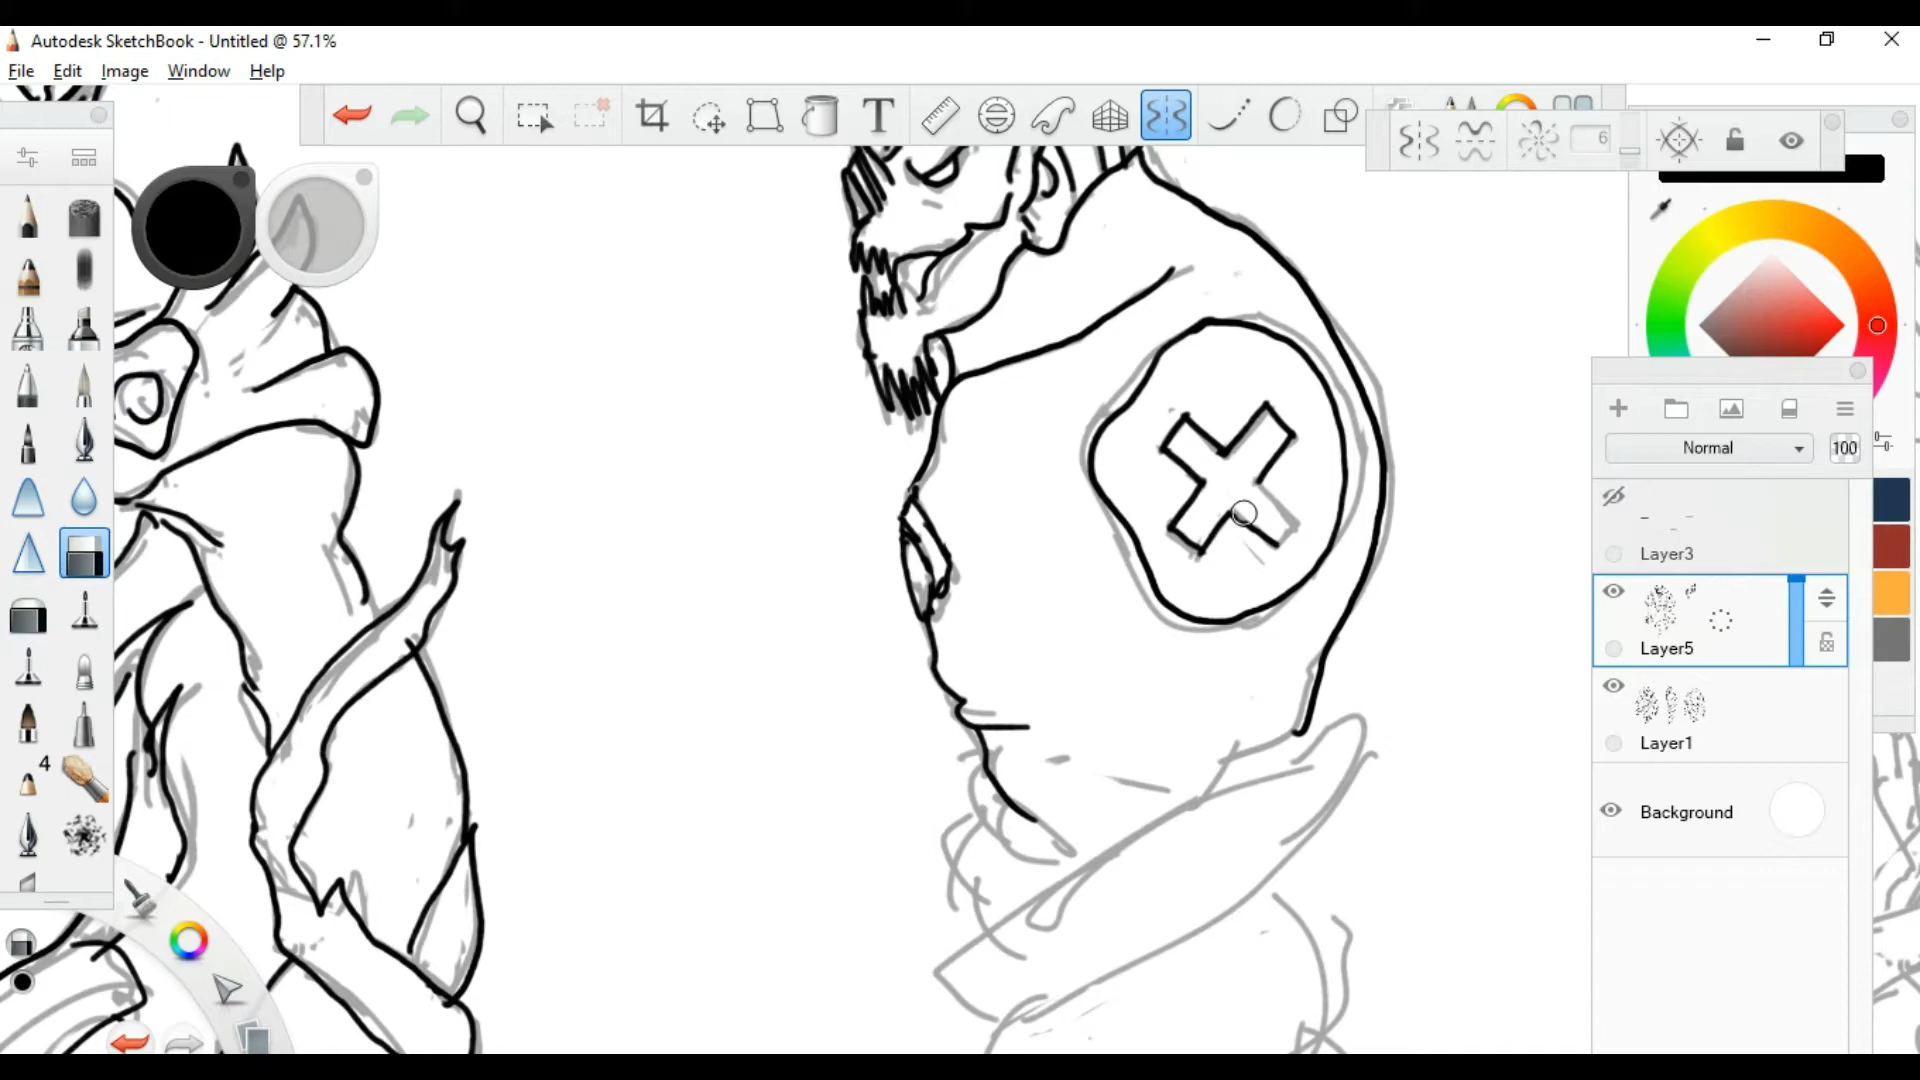 Autodesk SketchBook - Untitled @ 57.1%
File Edit Image Window Help
T
6
Normal 100
Layer3
Layer5
Layer1
Background
4